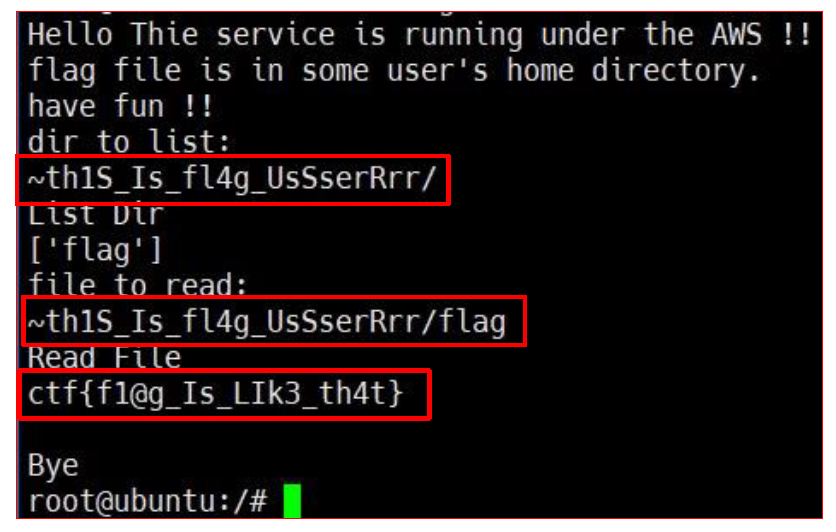 Hello Thie service is running under the AWS !!
flag file is in some user's home directory.
have fun !!
dir to list:
~th1S_Is_fl4g_UsSserRrr/
List Dir
['flag']
file to read:
~th1S_Is_fl4g_UsSserRrr/flag
Read File
ctf{f1@g_Is_LIk3_th4t}
Bye
root@ubuntu:/#